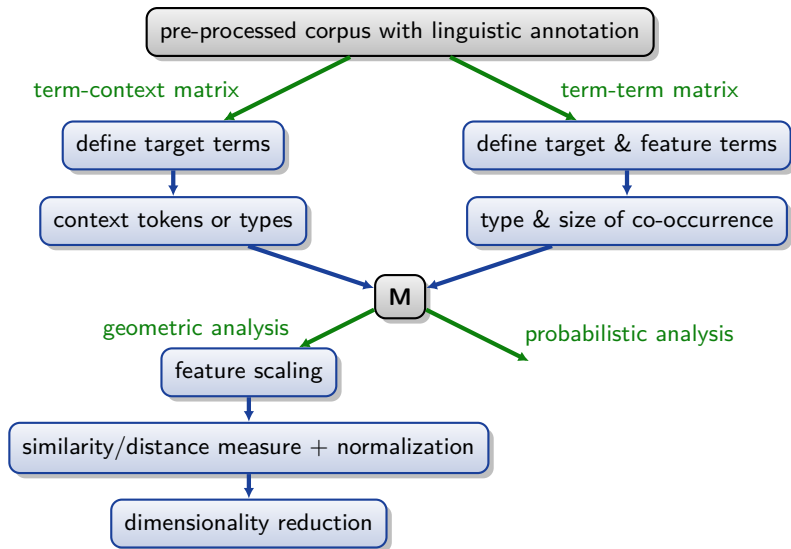 pre-processed corpus with linguistic annotation
term-context matrix
term-term matrix
define target terms
define target & feature terms
context tokens or types
type & size of co-occurrence
M
geometric analysis
probabilistic analysis
feature scaling
similarity/distance measure + normalization
dimensionality reduction